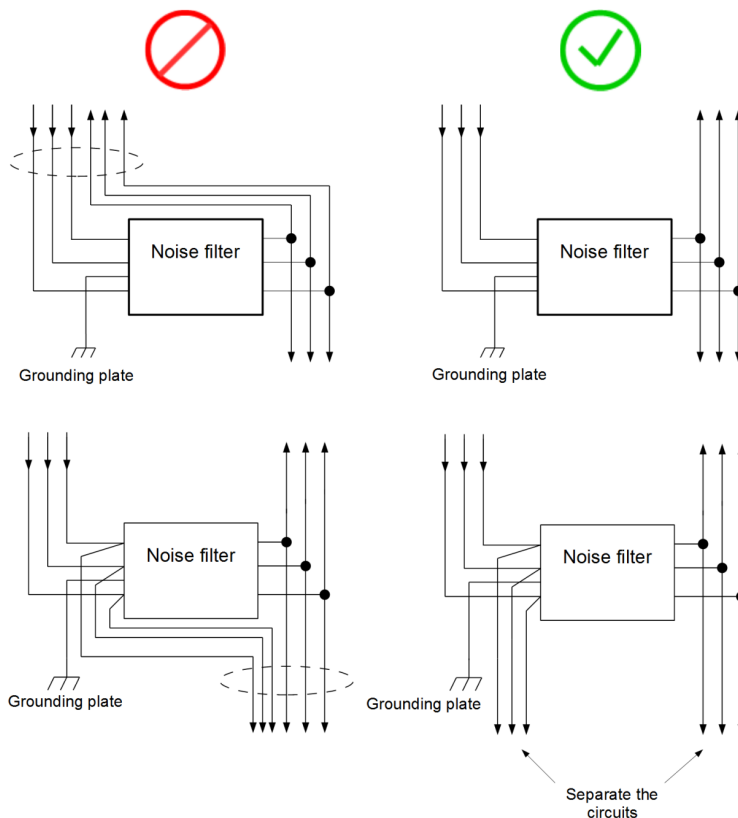 Noise filter
Noise filter
Grounding plate
Grounding plate
Noise filter
Noise filter
Grounding plate
Grounding plate
Separate the
circuits